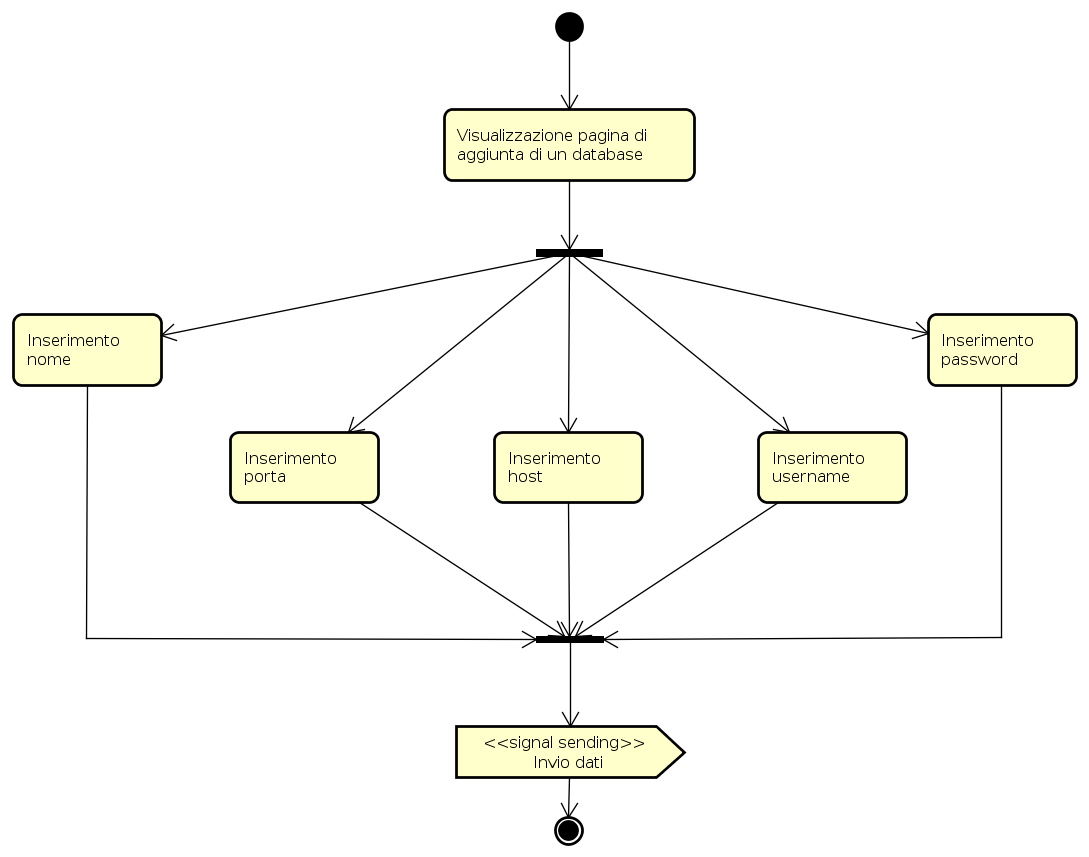 Visualizzazione pagina di
aggiunta di un database
Inserimento
nome
Inserimento
password
Inserimento
porta
Inserimento
host
Inserimento
username
<<signal sending>>
Invio dati